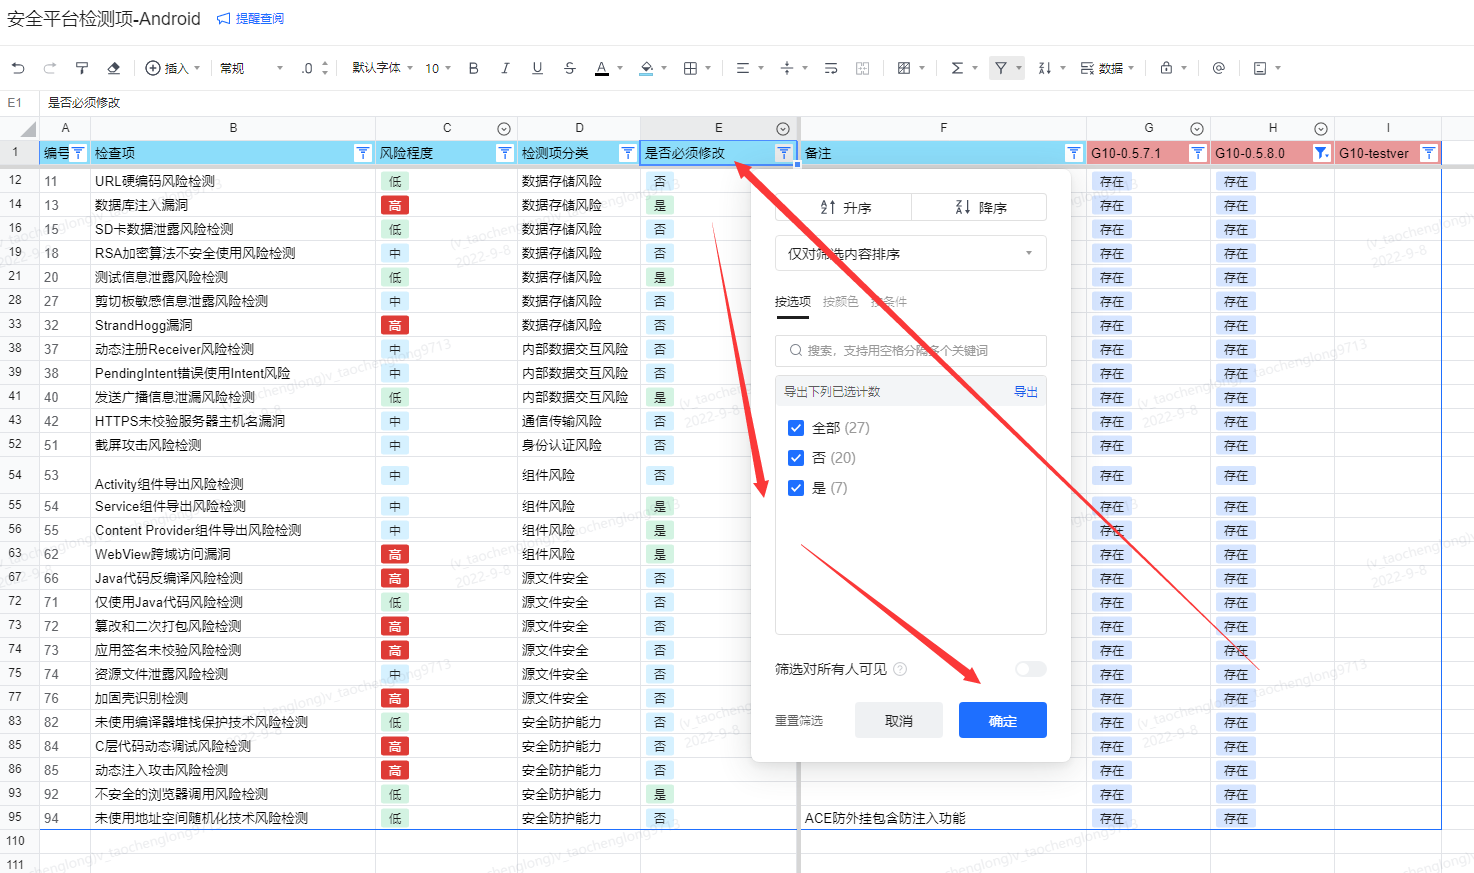 安全平台检测项-Android 提醒查阅
插入 常规 .0 默认字体 10 B I U S A 数据
E1 是否必须修改
A B C D E F G H I
1 编号 检查项 风险程度 检测项分类 是否必须修改 备注 G10-0.5.7.1 G10-0.5.8.0 G10-testver
12 11 URL硬编码风险检测 低 数据存储风险 否 存在 存在
14 13 数据库注入漏洞 高 数据存储风险 是 存在 存在
16 15 SD卡数据泄露风险检测 低 数据存储风险 否 存在 存在
19 18 RSA加密算法不安全使用风险检测 中 数据存储风险 否 存在 存在
21 20 测试信息泄露风险检测 低 数据存储风险 是 存在 存在
28 27 剪切板敏感信息泄露风险检测 中 数据存储风险 否 存在 存在
33 32 StrandHogg漏洞 高 数据存储风险 否 存在 存在
38 37 动态注册Receiver风险检测 中 内部数据交互风险 否 存在 存在
39 38 PendingIntent错误使用Intent风险 中 内部数据交互风险 否 存在 存在
41 40 发送广播信息泄漏风险检测 低 内部数据交互风险 是 存在 存在
43 42 HTTPS未校验服务器主机名漏洞 中 通信传输风险 否 存在 存在
52 51 截屏攻击风险检测 中 身份认证风险 否 存在 存在
54 53 Activity组件导出风险检测 中 组件风险 否 存在 存在
55 54 Service组件导出风险检测 中 组件风险 是 存在 存在
56 55 Content Provider组件导出风险检测 中 组件风险 是 存在 存在
63 62 WebView跨域访问漏洞 高 组件风险 是 存在 存在
67 66 Java代码反编译风险检测 高 源文件安全 否 存在 存在
72 71 仅使用Java代码风险检测 低 源文件安全 否 存在 存在
73 72 篡改和二次打包风险检测 高 源文件安全 否 存在 存在
74 73 应用签名未校验风险检测 高 源文件安全 否 存在 存在
75 74 资源文件泄露风险检测 中 源文件安全 否 存在 存在
77 76 加固壳识别检测 高 源文件安全 否 存在 存在
83 82 未使用编译器堆栈保护技术风险检测 低 安全防护能力 否 存在 存在
85 84 C层代码动态调试风险检测 高 安全防护能力 否 存在 存在
86 85 动态注入攻击风险检测 高 安全防护能力 否 存在 存在
93 92 不安全的浏览器调用风险检测 低 安全防护能力 是 存在 存在
95 94 未使用地址空间随机化技术风险检测 低 安全防护能力 否 ACE防外挂包含防注入功能 存在 存在
110
111
升序 降序
仅对筛选内容排序
按选项 按颜色 按条件
搜索，支持用空格分隔多个关键词
导出下列已选计数 导出
全部 (27)
否 (20)
是 (7)
筛选对所有人可见
重置筛选 取消 确定